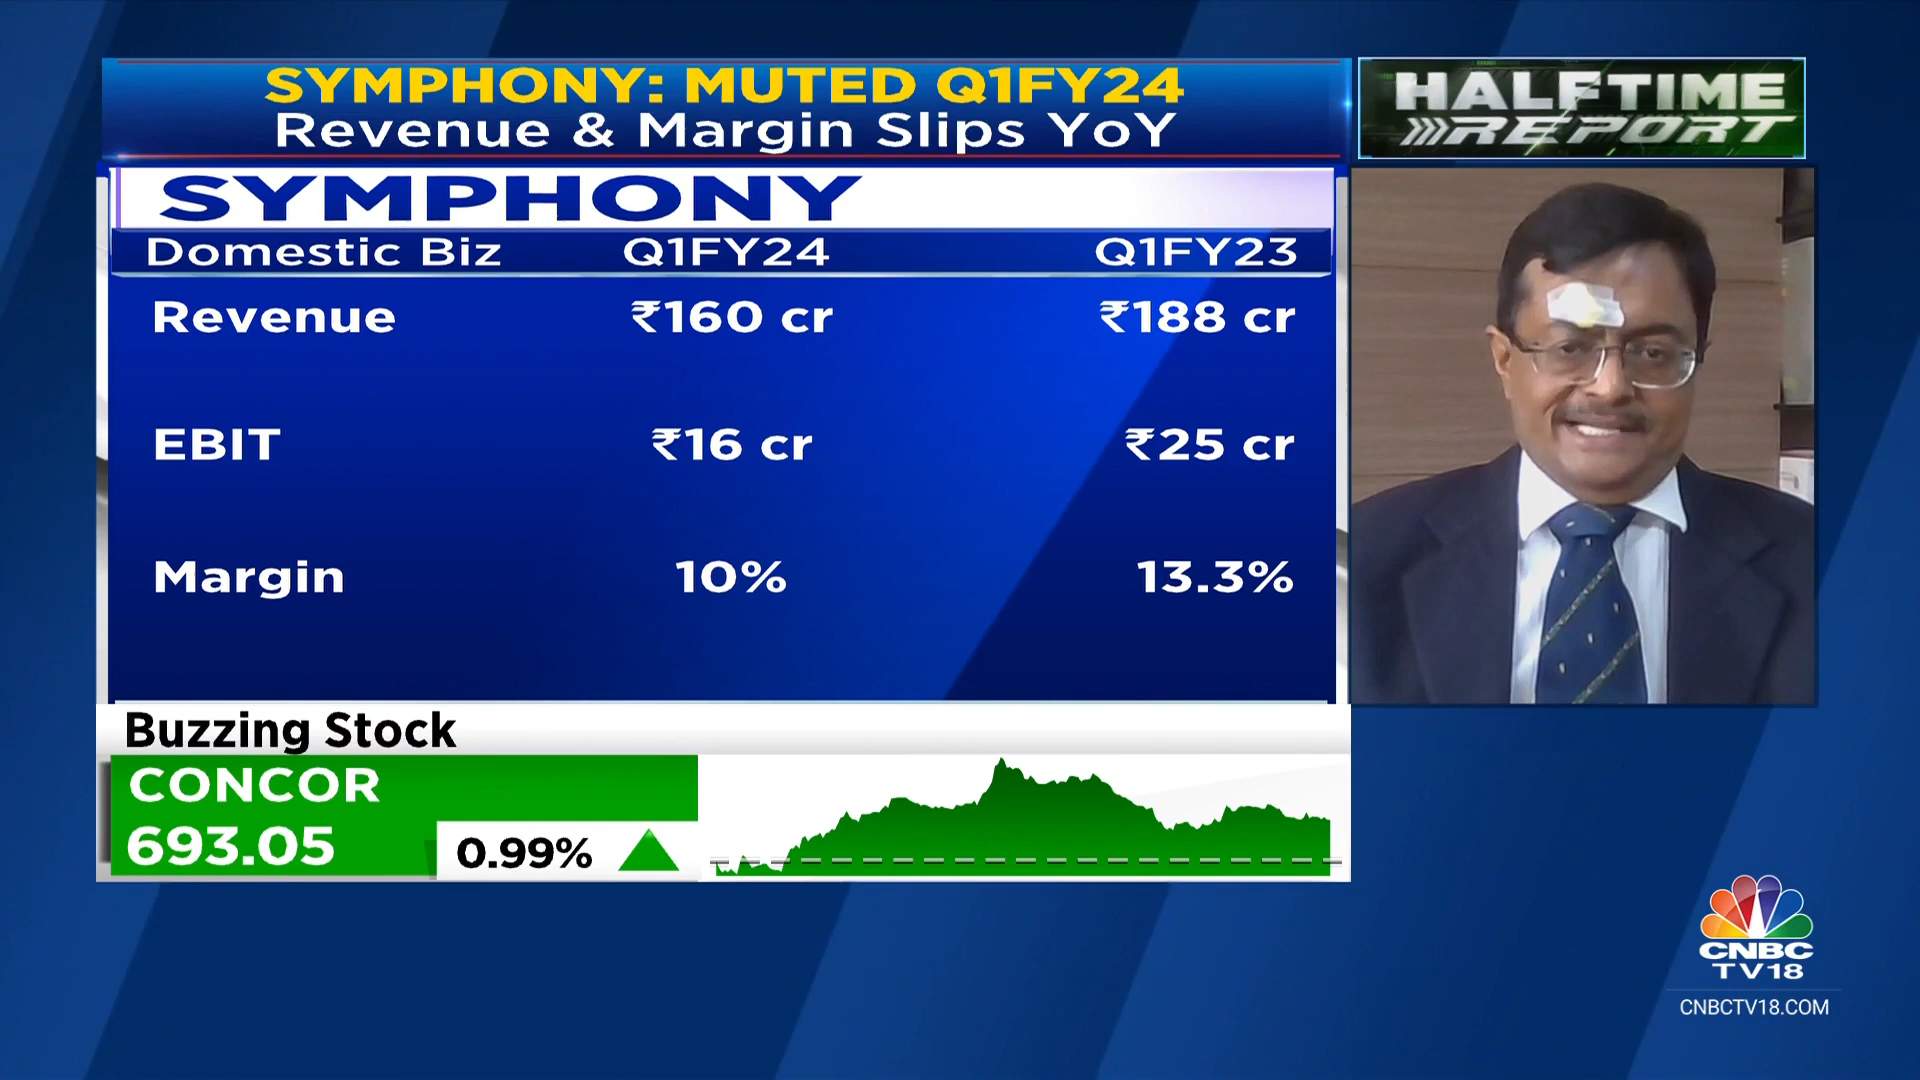 SYMPHONY: MUTED Q1FY24
Revenue & Margin Slips YoY
HALFTIME
REPORT
SYMPHONY
Domestic Biz Q1FY24 Q1FY23
Revenue ₹160 cr ₹188 cr
EBIT ₹16 cr ₹25 cr
Margin 10% 13.3%
Buzzing Stock
CONCOR
693.05
0.99%
CNBC
TV18
CNBCTV18.COM